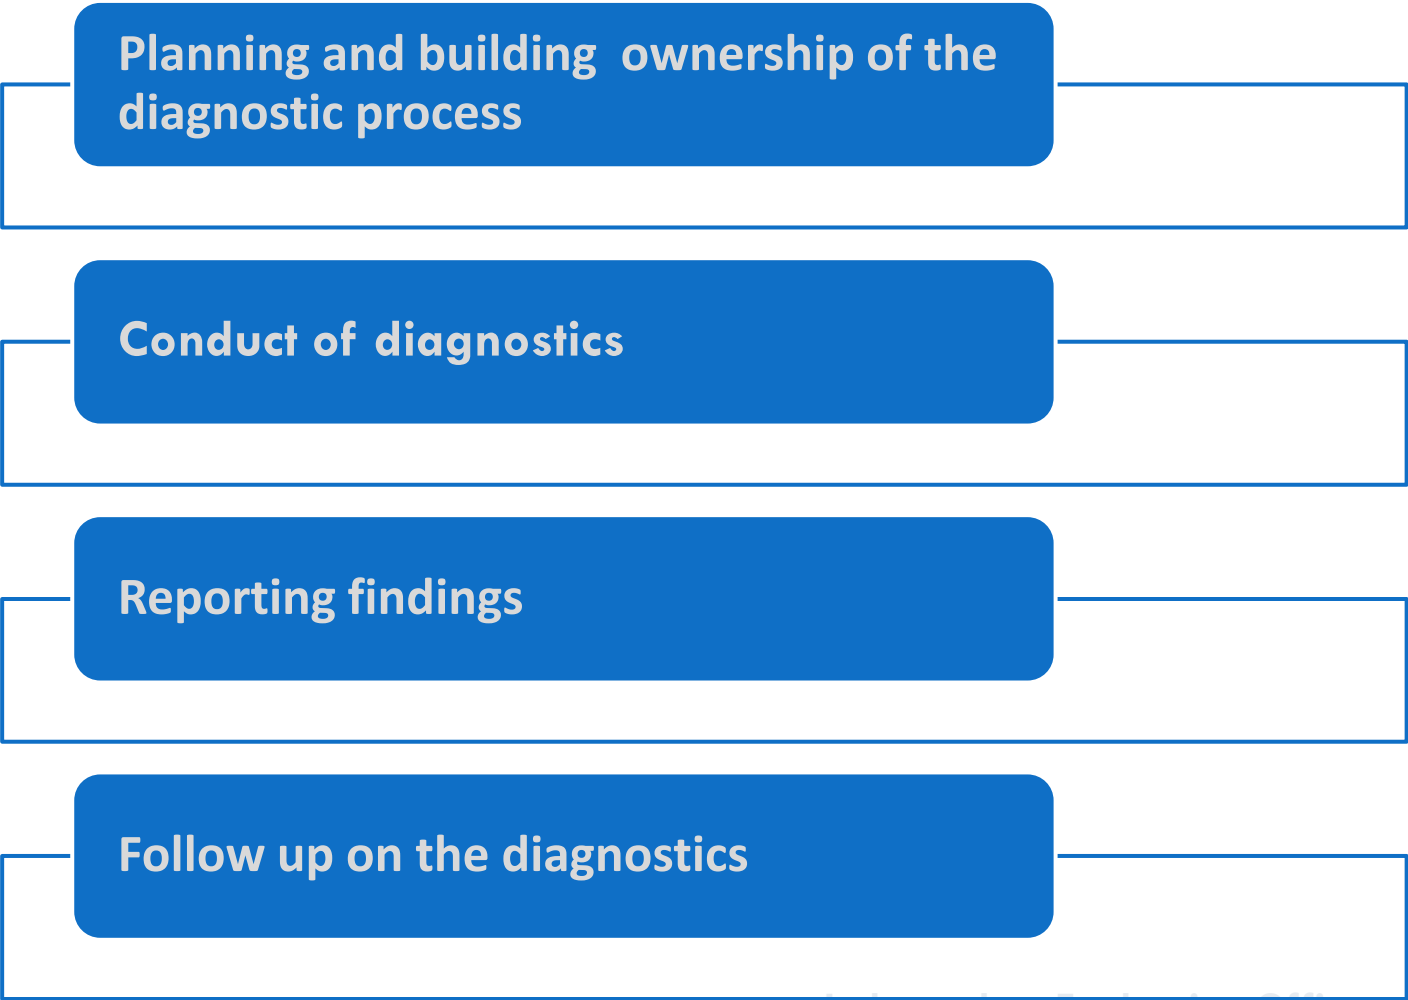 Planning and building  ownership of the
diagnostic process
Conduct of diagnostics
Reporting findings
Follow up on the diagnostics